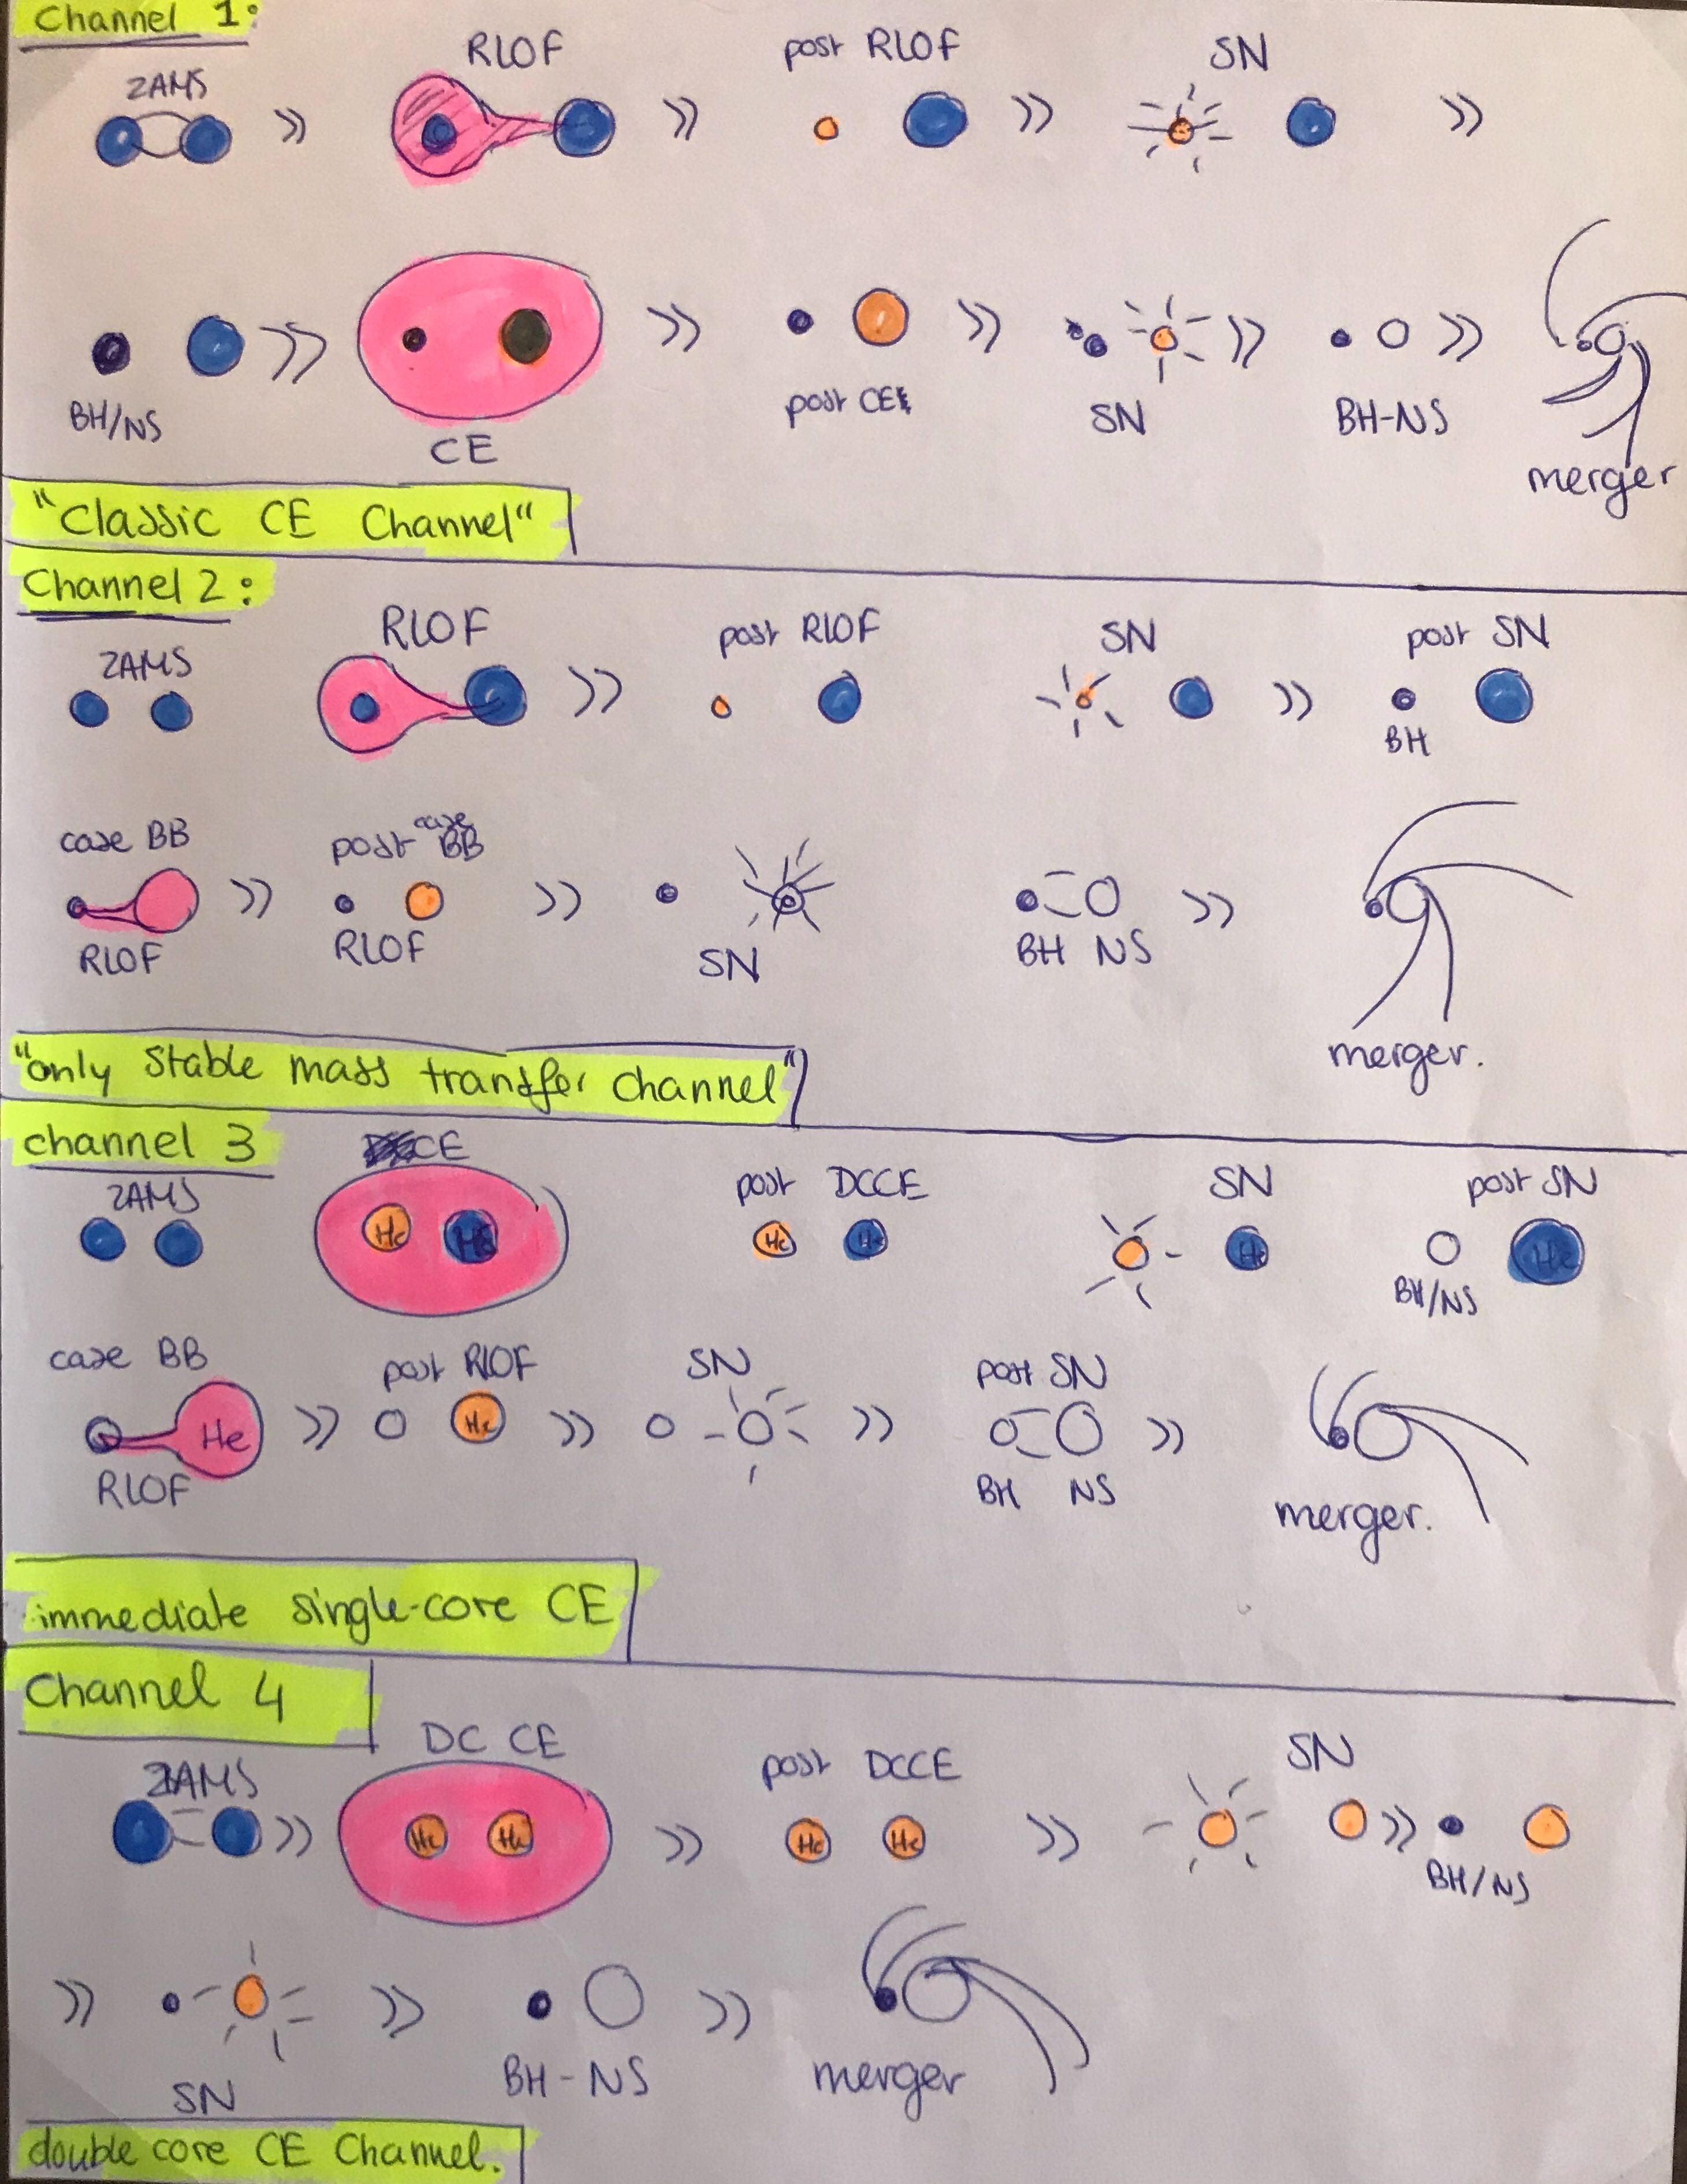 Channel 1:
ZAMS RLOF post RLOF SN
>> >> >> >>
>> >> >> >>
BH/NS CE post CE SN BH-NS merger
"Classic CE Channel"
Channel 2:
ZAMS RLOF post RLOF SN post SN
>> >>
BH
case BB post case BB
>> >> >>
RLOF RLOF SN BH NS
merger.
"only stable mass transfer channel"
channel 3
ZAMS CE post DCCE SN post SN
He He He He He He
BH/NS
case BB post RLOF SN post SN
He >> He >> >> >>
RLOF BH NS merger.
immediate single-core CE
Channel 4
ZAMS DC CE post DCCE SN
>> He He >> He He >> >>
BH/NS
>> >> >>
SN BH-NS merger
double core CE Channel.